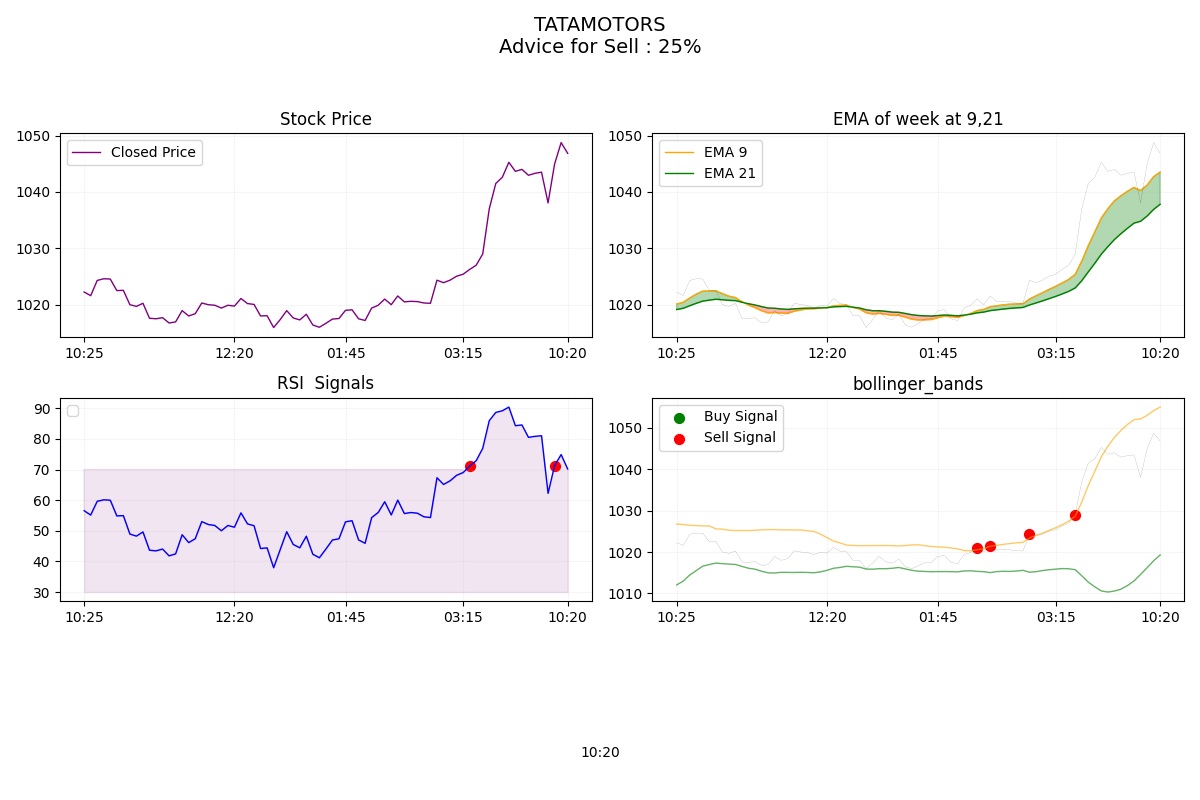 TATAMOTORS
Advice for Sell : 25%
Stock Price
1050
1040
1030
1020
Closed Price
10:25 12:20 01:45 03:15 10:20
EMA of week at 9,21
1050
1040
1030
1020
EMA 9
EMA 21
10:25 12:20 01:45 03:15 10:20
RSI  Signals
90
80
70
60
50
40
30
10:25 12:20 01:45 03:15 10:20
bollinger_bands
1050
1040
1030
1020
1010
Buy Signal
Sell Signal
10:25 12:20 01:45 03:15 10:20
10:20